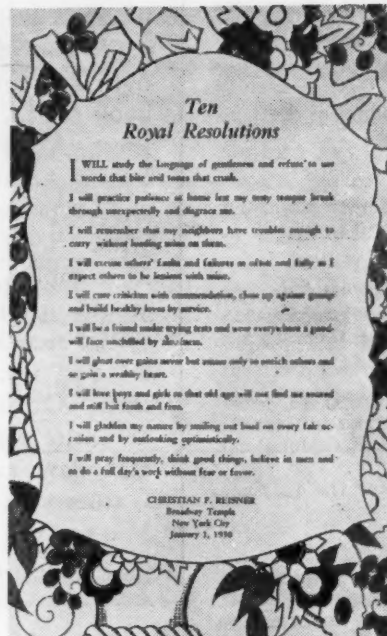 Ten
Royal Resolutions
I WILL study the language of gentleness and refuse to use
words that bite and tones that crush.
I will practice patience at home lest my testy temper break
through unexpectedly and disgrace me.
I will remember that my neighbors have troubles enough to
carry without loading mine on them.
I will excuse others' faults and failures as often and fully as I
expect others to be lenient with mine.
I will cure criticism with commendation, close up against gossip
and build healthy loves by service.
I will be a friend under trying tests and wear everywhere a good-
will face unchilled by
I will gloat over gains never but amass only to enrich others and
so gain a wealthy heart.
I will love boys and girls so that old age will not find me soured
and stiff but fresh and free.
I will gladden my nature by smiling out loud on every fair oc-
casion and by outlooking optimistically.
I will pray frequently, think good things, believe in men and
do a full day's work without fear or favor.
CHRISTIAN F. REISNER
Broadway Temple
New York City
January 1, 1930